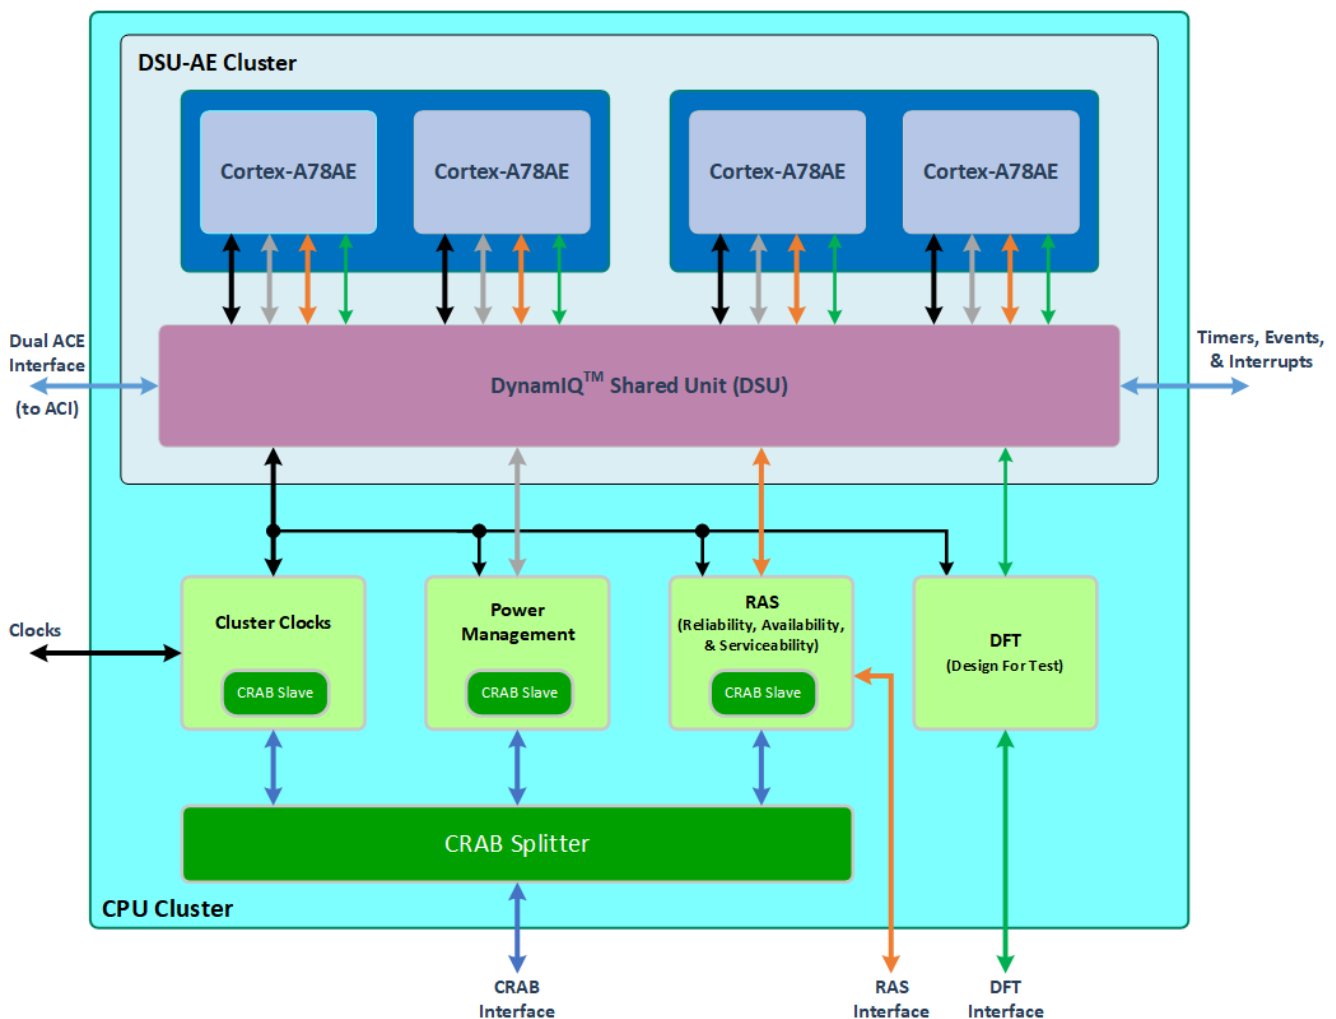 DSU-AE Cluster
Cortex-A78AE
Cortex-A78AE
Cortex-A78AE
Cortex-A78AE
Dual ACE
Interface
(to ACI)
DynamIQTM Shared Unit (DSU)
Timers, Events,
& Interrupts
Clocks
Cluster Clocks
CRAB Slave
Power
Management
CRAB Slave
RAS
(Reliability, Availability,
& Serviceability)
CRAB Slave
DFT
(Design For Test)
CRAB Splitter
CPU Cluster
CRAB
Interface
RAS
Interface
DFT
Interface